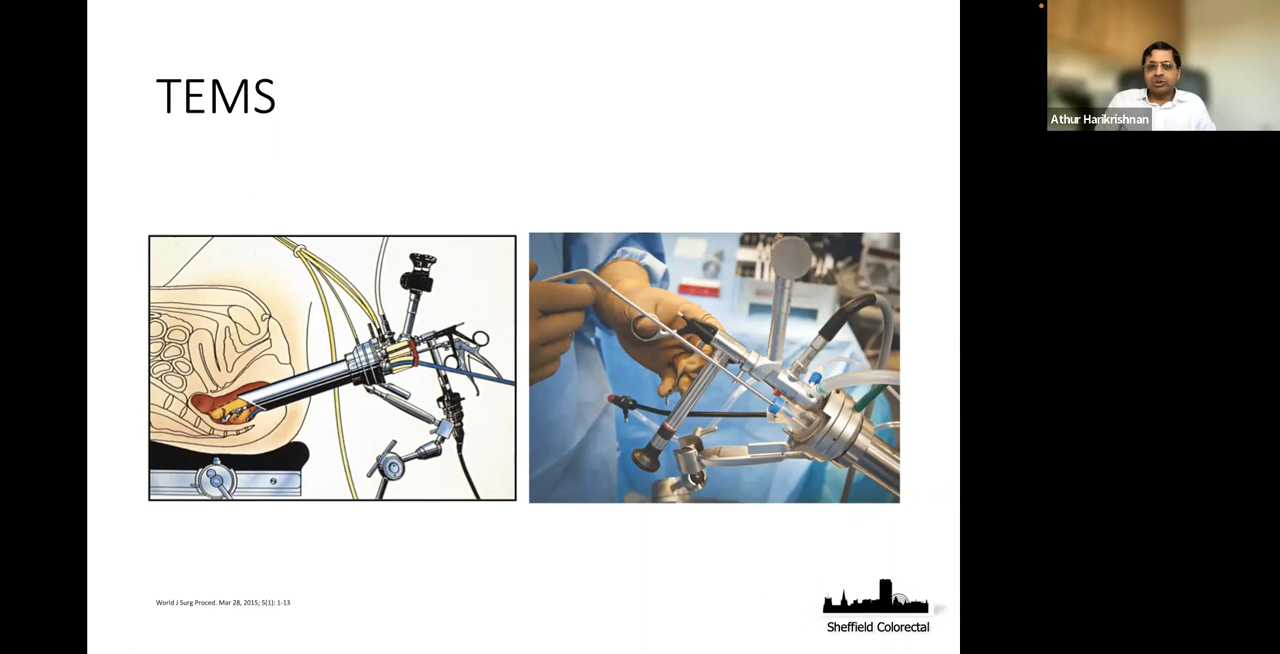 TEMS
Athur Harikrishnan
World J Surg Proced. Mar 28, 2015; 5(1): 1-13
Sheffield Colorectal